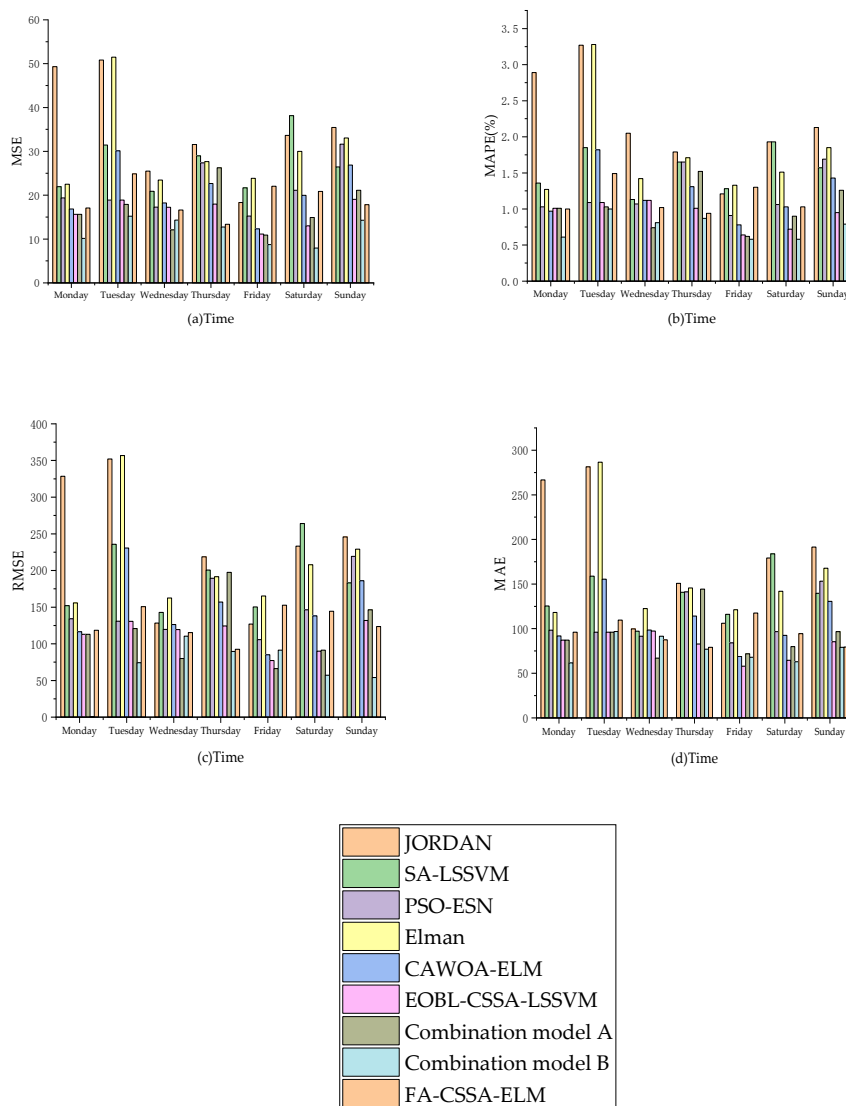 60
50
40
30
20
10
0
MSE
Monday Tuesday Wednesday Thursday Friday Saturday Sunday
(a)Time
3.5
3.0
2.5
2.0
1.5
1.0
0.5
0.0
MAPE(%)
Monday Tuesday Wednesday Thursday Friday Saturday Sunday
(b)Time
400
350
300
250
200
150
100
50
0
RMSE
Monday Tuesday Wednesday Thursday Friday Saturday Sunday
(c)Time
300
250
200
150
100
50
0
MAE
Monday Tuesday Wednesday Thursday Friday Saturday Sunday
(d)Time
JORDAN
SA-LSSVM
PSO-ESN
Elman
CAWOA-ELM
EOBL-CSSA-LSSVM
Combination model A
Combination model B
FA-CSSA-ELM